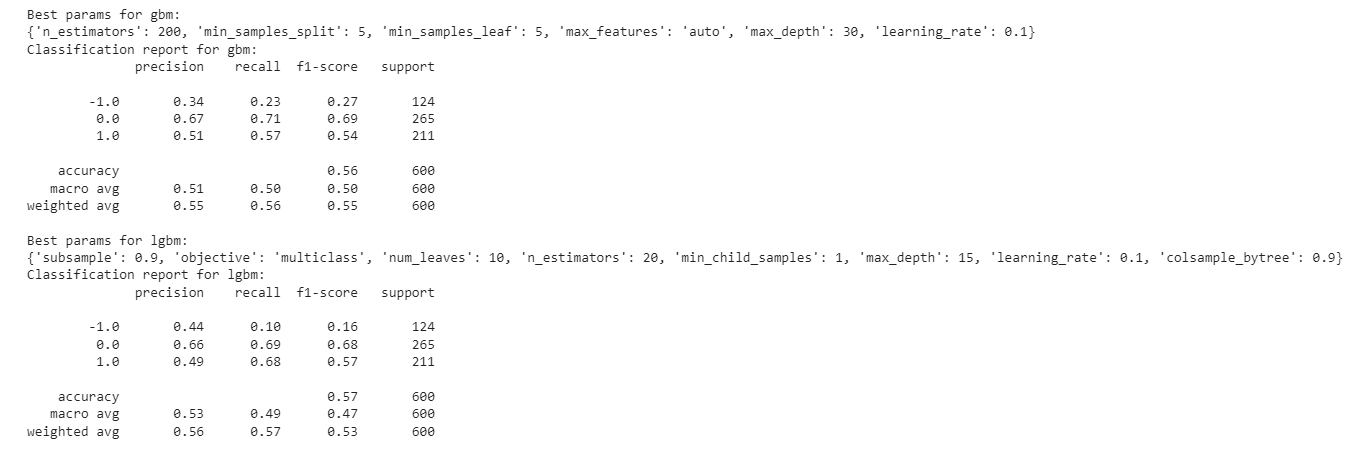 Best params for gbm:
{'n_estimators': 200, 'min_samples_split': 5, 'min_samples_leaf': 5, 'max_features': 'auto', 'max_depth': 30, 'learning_rate': 0.1}
Classification report for gbm:
              precision    recall  f1-score   support

        -1.0       0.34      0.23      0.27       124
         0.0       0.67      0.71      0.69       265
         1.0       0.51      0.57      0.54       211

    accuracy                           0.56       600
   macro avg       0.51      0.50      0.50       600
weighted avg       0.55      0.56      0.55       600

Best params for lgbm:
{'subsample': 0.9, 'objective': 'multiclass', 'num_leaves': 10, 'n_estimators': 20, 'min_child_samples': 1, 'max_depth': 15, 'learning_rate': 0.1, 'colsample_bytree': 0.9}
Classification report for lgbm:
              precision    recall  f1-score   support

        -1.0       0.44      0.10      0.16       124
         0.0       0.66      0.69      0.68       265
         1.0       0.49      0.68      0.57       211

    accuracy                           0.57       600
   macro avg       0.53      0.49      0.47       600
weighted avg       0.56      0.57      0.53       600